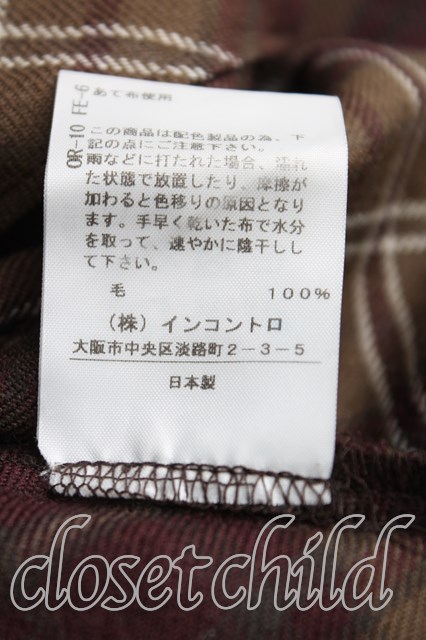 OR-10 FE-6
あて布使用
この商品は配色製品の為、下
記の点にご注意下さい。
雨などに打たれた場合、濡れ
た状態で放置したり、摩擦が
加わると色移りの原因となり
ます。手早く乾いた布で水分
を取って、速やかに陰干しし
て下さい。
毛 100%
(株) インコントロ
大阪市中央区淡路町2-3-5
日本製
closet child